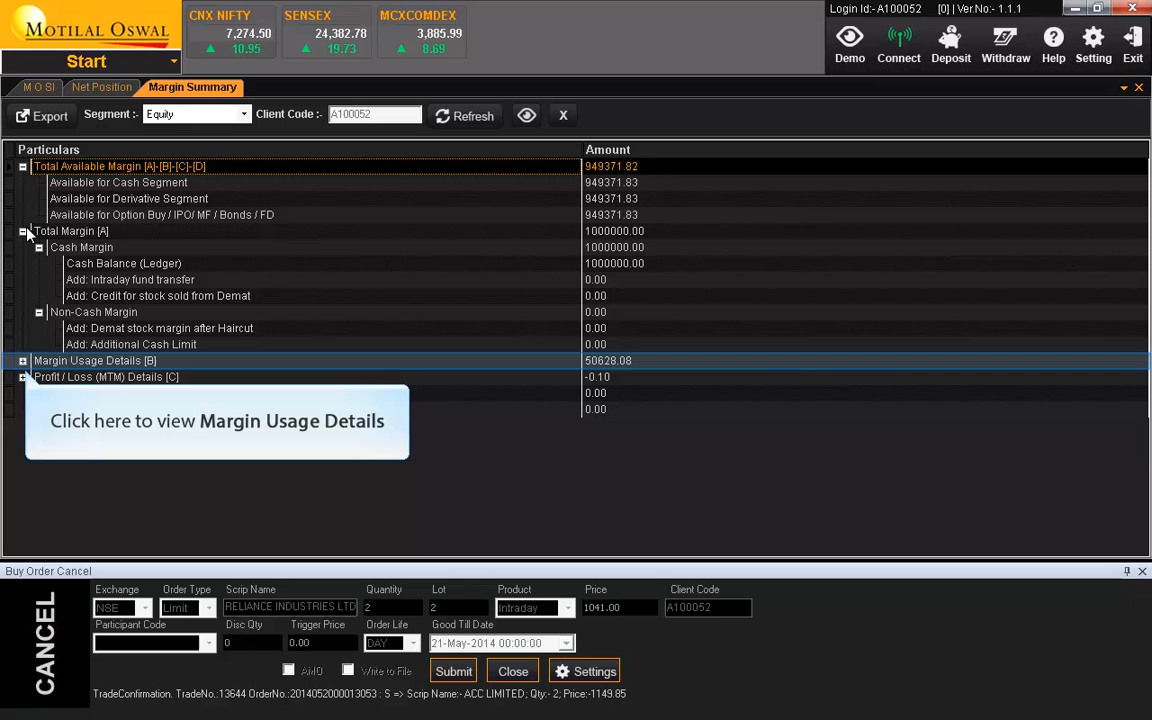 MOTILAL OSWAL
Start
CNX NIFTY
7,274.50
10.95
SENSEX
24,382.78
19.73
MCXCOMDEX
3,885.99
8.69
Login Id:- A100052 [0] Ver.No:- 1.1.1
Demo Connect Deposit Withdraw Help Setting Exit
M O SI Net Position Margin Summary
Export Segment :- Equity Client Code :- A100052 Refresh X
Particulars Amount
Total Available Margin [A]-[B]-[C]-[D] 949371.82
Available for Cash Segment 949371.83
Available for Derivative Segment 949371.83
Available for Option Buy / IPO/ MF / Bonds / FD 949371.83
Total Margin [A] 1000000.00
Cash Margin 1000000.00
Cash Balance (Ledger) 1000000.00
Add: Intraday fund transfer 0.00
Add: Credit for stock sold from Demat 0.00
Non-Cash Margin 0.00
Add: Demat stock margin after Haircut 0.00
Add: Additional Cash Limit 0.00
Margin Usage Details [B] 50628.08
Profit / Loss (MTM) Details [C] -0.10
0.00
0.00
Click here to view Margin Usage Details
Buy Order Cancel
CANCEL
Exchange Order Type Scrip Name Quantity Lot Product Price Client Code
NSE Limit RELIANCE INDUSTRIES LTD 2 2 Intraday 1041.00 A100052
Participant Code Disc Qty Trigger Price Order Life Good Till Date
0 0.00 DAY 21-May-2014 00:00:00
AMO Write to File Submit Close Settings
TradeConfirmation. TradeNo.:13644 OrderNo.:2014052000013053 : S => Scrip Name:- ACC LIMITED; Qty:- 2; Price:-1149.85